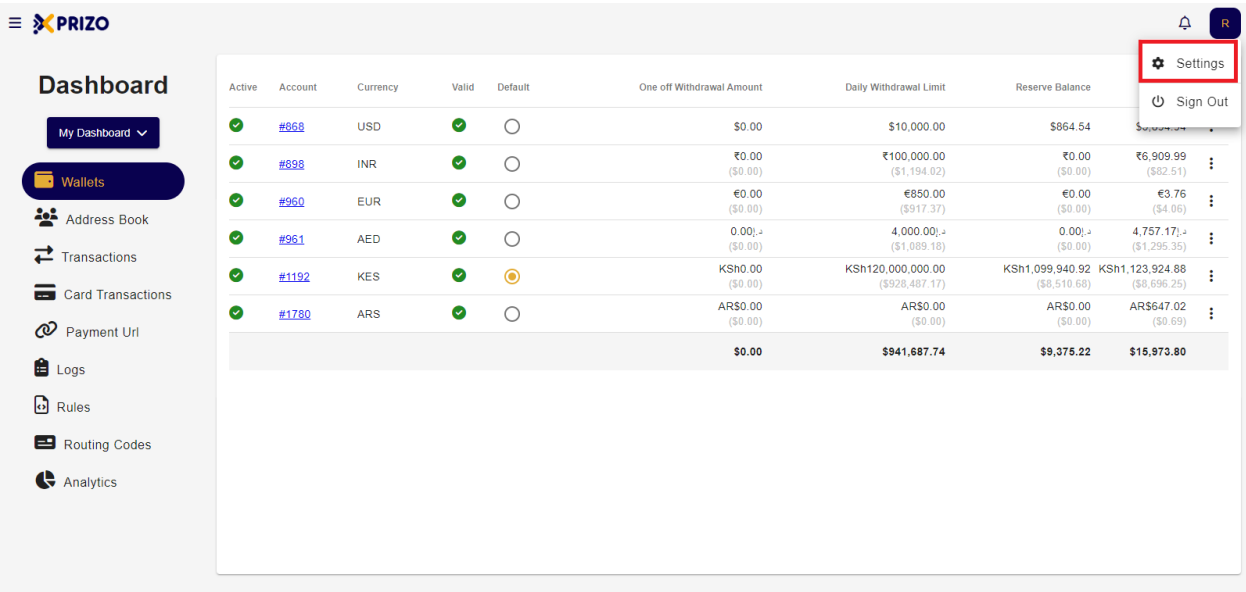 XPRIZO
R
Settings
Sign Out
Dashboard
My Dashboard
Wallets
Address Book
Transactions
Card Transactions
Payment Url
Logs
Rules
Routing Codes
Analytics
Active Account Currency Valid Default One off Withdrawal Amount Daily Withdrawal Limit Reserve Balance
#868 USD $0.00 $10,000.00 $864.54
#898 INR ₹0.00 ₹100,000.00 ₹0.00 ₹6,909.99
($0.00) ($1,194.02) ($0.00) ($82.51)
#960 EUR €0.00 €850.00 €0.00 €3.76
($0.00) ($917.37) ($0.00) ($4.06)
#961 AED 0.00د.إ 4,000.00د.إ 0.00د.إ 4,757.17د.إ
($0.00) ($1,089.18) ($0.00) ($1,295.35)
#1192 KES KSh0.00 KSh120,000,000.00 KSh1,099,940.92 KSh1,123,924.88
($0.00) ($928,487.17) ($8,510.68) ($8,696.25)
#1780 ARS AR$0.00 AR$0.00 AR$0.00 AR$647.02
($0.00) ($0.00) ($0.00) ($0.69)
$0.00 $941,687.74 $9,375.22 $15,973.80